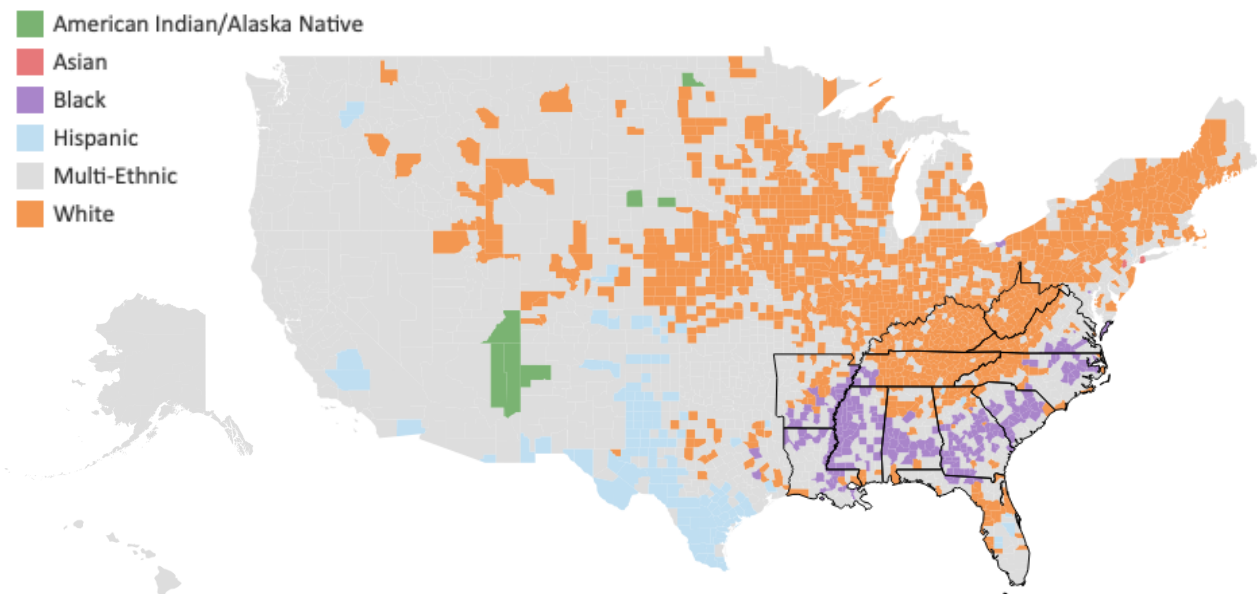 American Indian/Alaska Native
Asian
Black
Hispanic
Multi-Ethnic
White